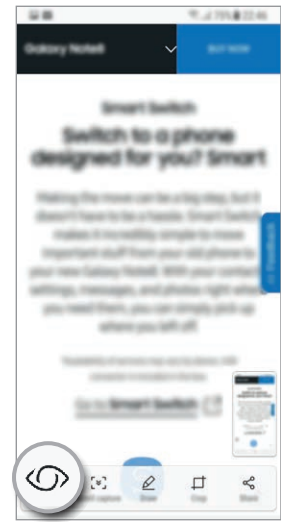 Galaxy Note8
BUY NOW
Smart Switch
Switch to a phone
designed for you? Smart
Making the move can be a big step, but it
doesn't have to be a hassle. Smart Switch
makes it incredibly simple to move
important stuff from your old phone to
your new Galaxy Note8. With your contacts,
settings, messages, and photos right where
you need them, you can simply pick up
where you left off.
Feedback
Go to Smart Switch
capture
Draw
Crop
Share